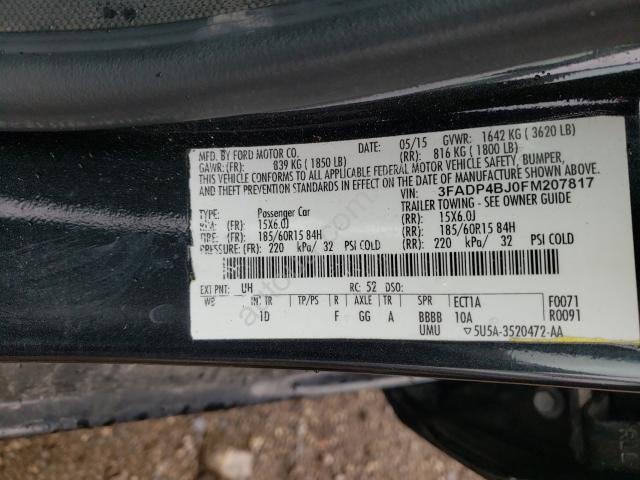 MFD. BY FORD MOTOR CO. DATE: 05/15 GVWR: 1642 KG ( 3620 LB)
GAWR: (FR): 839 KG ( 1850 LB) (RR): 816 KG ( 1800 LB)
THIS VEHICLE CONFORMS TO ALL APPLICABLE FEDERAL MOTOR VEHICLE SAFETY, BUMPER,
AND THEFT PREVENTION STANDARDS IN EFFECT ON THE DATE OF MANUFACTURE SHOWN ABOVE.
VIN: 3FADP4BJ0FM207817
TYPE: Passenger Car TRAILER TOWING - SEE OWNER GUIDE
(FR): 15X6.0J (RR): 15X6.0J
TIRE: (FR): 185/60R15 84H (RR): 185/60R15 84H
PRESSURE: (FR) 220 kPa/ 32 PSI COLD (RR) 220 kPa/ 32 PSI COLD
EXT PNT: UH RC: 52 DSO:
WB INT TR TP/PS R AXLE TR SPR ECT1A F0071
1D F GG A BBBB 10A R0091
UMU 5U5A-3520472-AA